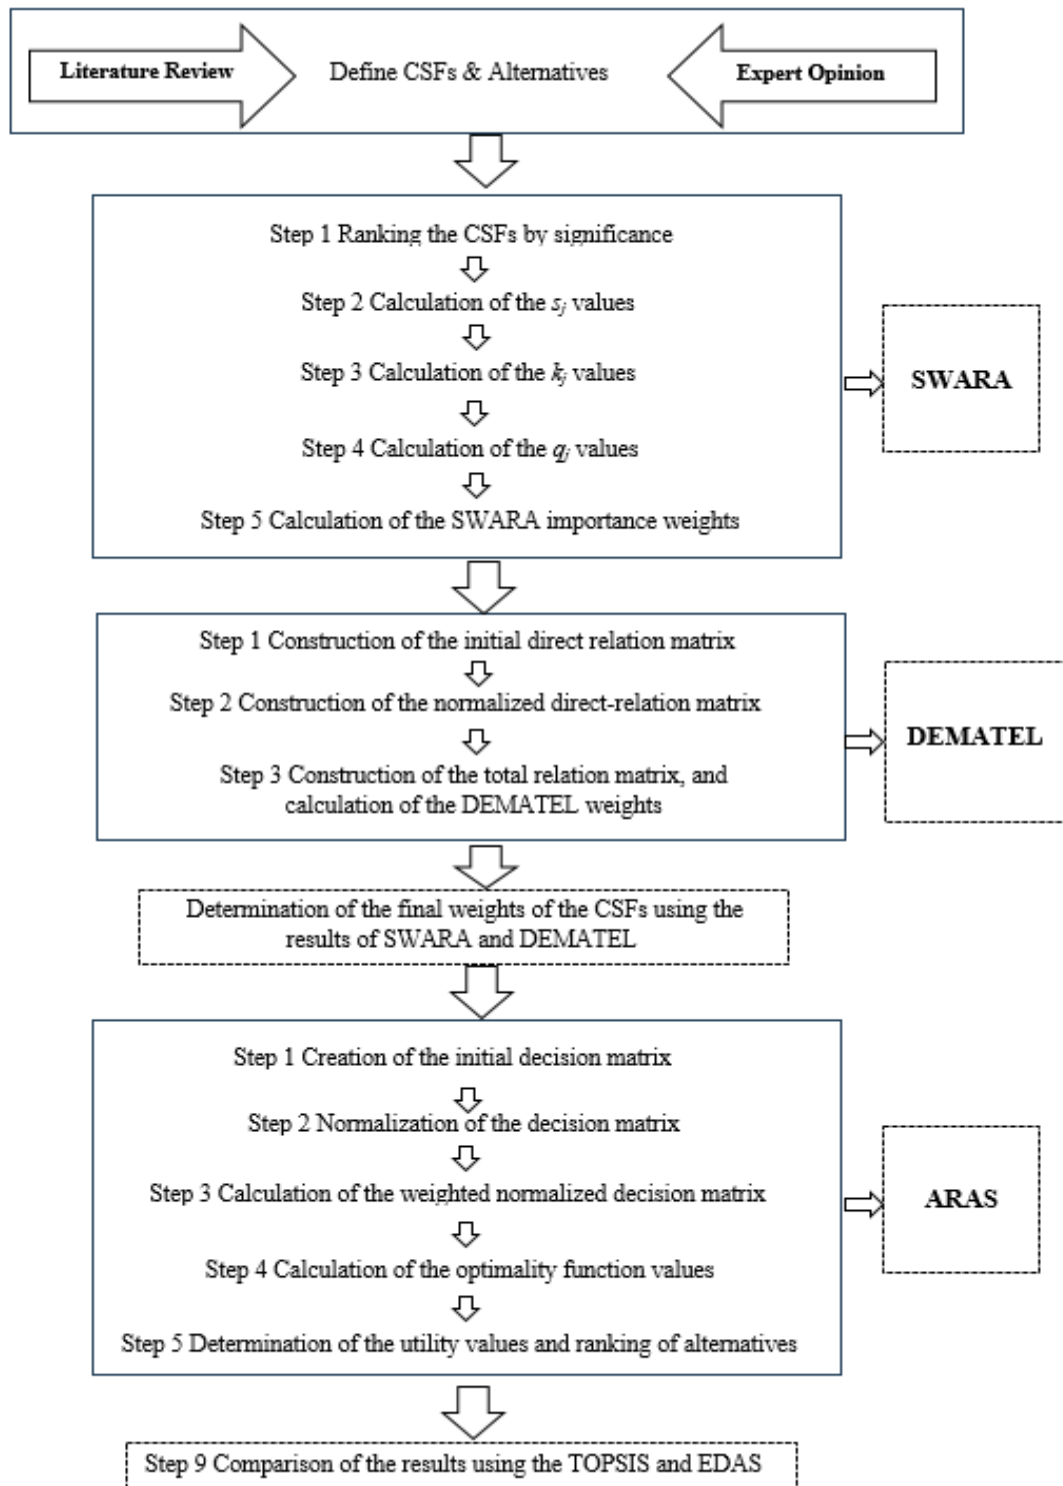 Literature Review
Define CSFs & Alternatives
Expert Opinion
Step 1 Ranking the CSFs by significance
Step 2 Calculation of the sj values
Step 3 Calculation of the kj values
Step 4 Calculation of the qj values
Step 5 Calculation of the SWARA importance weights
SWARA
Step 1 Construction of the initial direct relation matrix
Step 2 Construction of the normalized direct-relation matrix
Step 3 Construction of the total relation matrix, and
calculation of the DEMATEL weights
DEMATEL
Determination of the final weights of the CSFs using the
results of SWARA and DEMATEL
Step 1 Creation of the initial decision matrix
Step 2 Normalization of the decision matrix
Step 3 Calculation of the weighted normalized decision matrix
Step 4 Calculation of the optimality function values
Step 5 Determination of the utility values and ranking of alternatives
ARAS
Step 9 Comparison of the results using the TOPSIS and EDAS